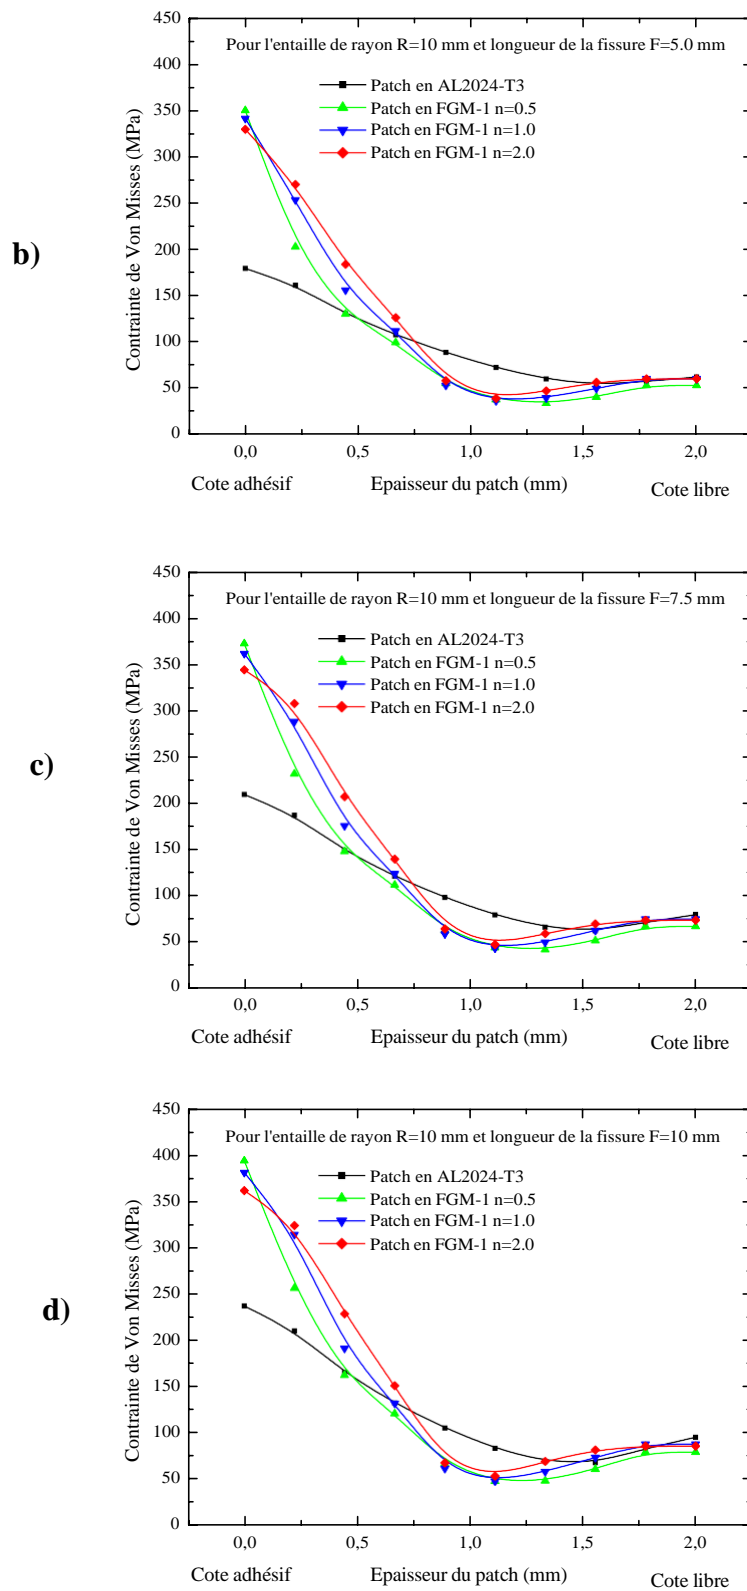 b)
Pour l'entaille de rayon R=10 mm et longueur de la fissure F=5.0 mm
Patch en AL2024-T3
Patch en FGM-1 n=0.5
Patch en FGM-1 n=1.0
Patch en FGM-1 n=2.0
Contrainte de Von Misses (MPa)
450
400
350
300
250
200
150
100
50
0
0,0
0,5
1,0
1,5
2,0
Cote adhésif
Epaisseur du patch (mm)
Cote libre
c)
Pour l'entaille de rayon R=10 mm et longueur de la fissure F=7.5 mm
Patch en AL2024-T3
Patch en FGM-1 n=0.5
Patch en FGM-1 n=1.0
Patch en FGM-1 n=2.0
Contrainte de Von Misses (MPa)
450
400
350
300
250
200
150
100
50
0
0,0
0,5
1,0
1,5
2,0
Cote adhésif
Epaisseur du patch (mm)
Cote libre
d)
Pour l'entaille de rayon R=10 mm et longueur de la fissure F=10 mm
Patch en AL2024-T3
Patch en FGM-1 n=0.5
Patch en FGM-1 n=1.0
Patch en FGM-1 n=2.0
Contrainte de Von Misses (MPa)
450
400
350
300
250
200
150
100
50
0
0,0
0,5
1,0
1,5
2,0
Cote adhésif
Epaisseur du patch (mm)
Cote libre